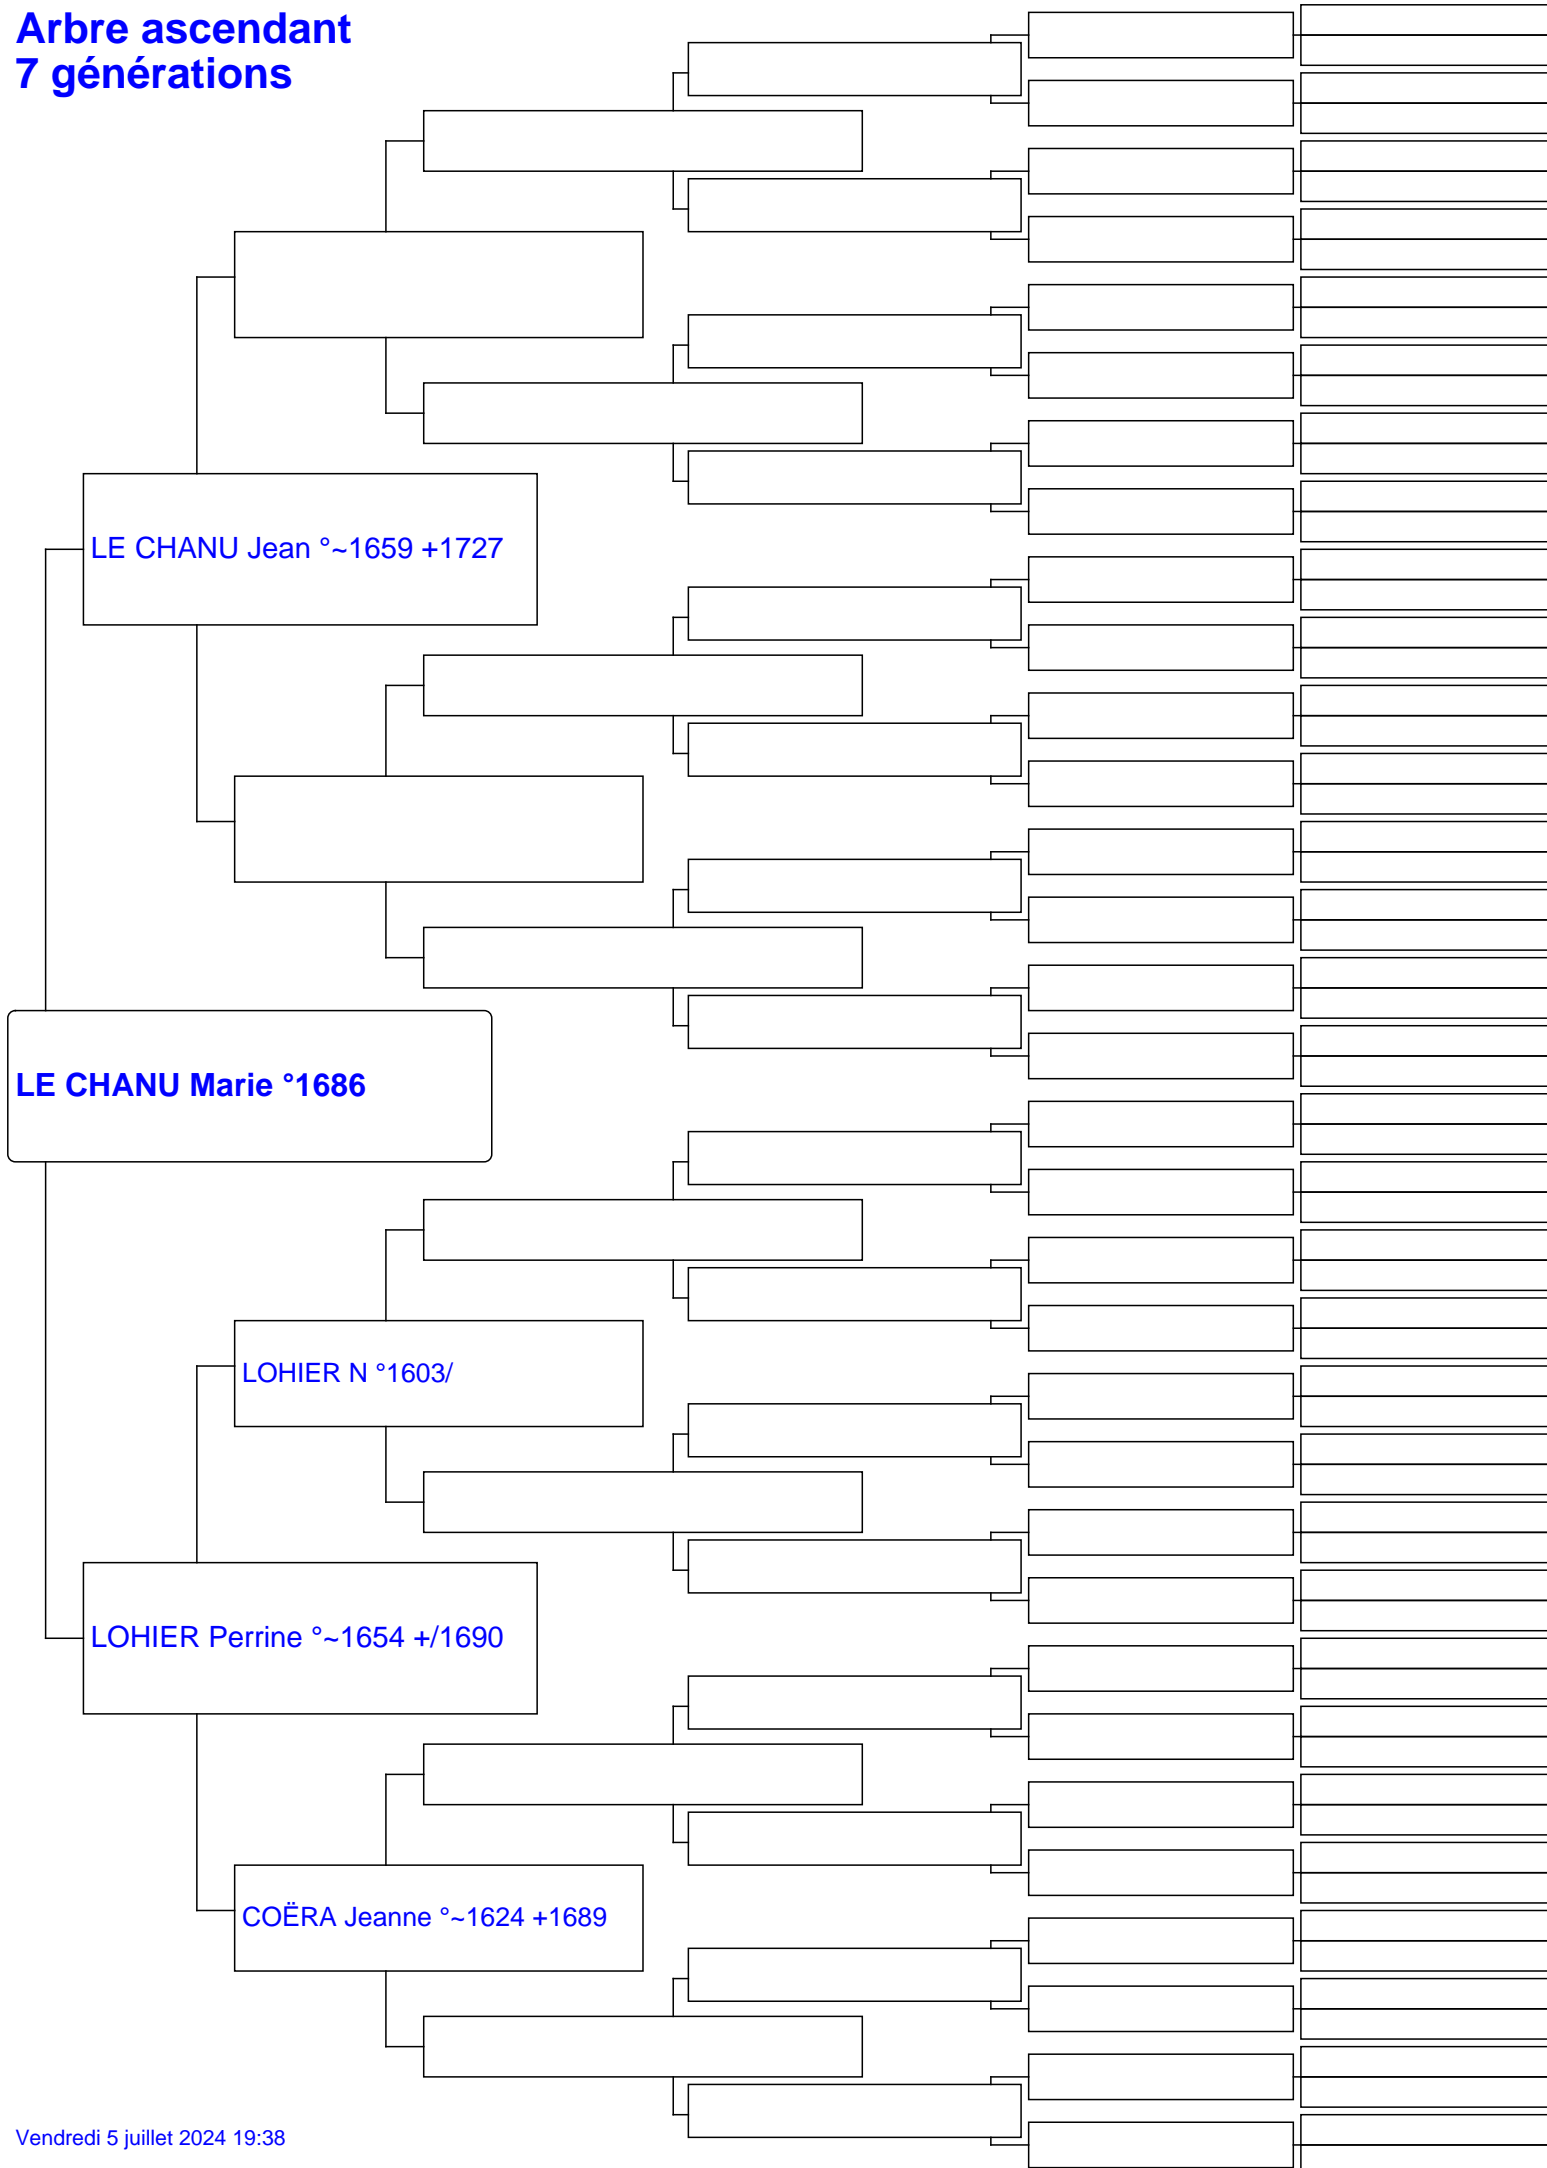 Arbre ascendant
7 générations
LE CHANU Jean °~1659 +1727
LE CHANU Marie °1686
LOHIER N °1603/
LOHIER Perrine °~1654 +/1690
COËRA Jeanne °~1624 +1689
Vendredi 5 juillet 2024 19:38